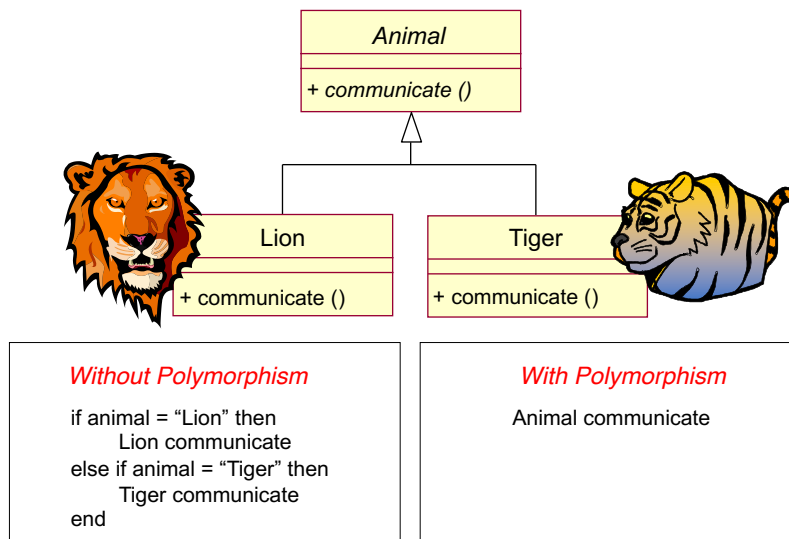 Animal
+ communicate ()
Lion
+ communicate ()
Tiger
+ communicate ()
Without Polymorphism
if animal = “Lion” then
Lion communicate
else if animal = “Tiger” then
Tiger communicate
end
With Polymorphism
Animal communicate